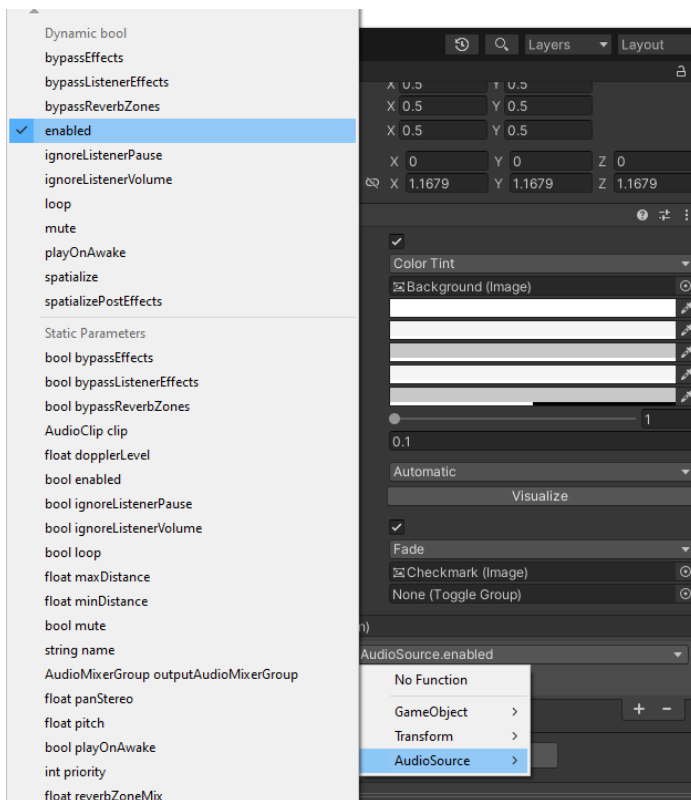 Dynamic bool
bypassEffects
bypassListenerEffects
bypassReverbZones
enabled
ignoreListenerPause
ignoreListenerVolume
loop
mute
playOnAwake
spatialize
spatializePostEffects
Static Parameters
bool bypassEffects
bool bypassListenerEffects
bool bypassReverbZones
AudioClip clip
float dopplerLevel
bool enabled
bool ignoreListenerPause
bool ignoreListenerVolume
bool loop
float maxDistance
float minDistance
bool mute
string name
AudioMixerGroup outputAudioMixerGroup
float panStereo
float pitch
bool playOnAwake
int priority
float reverbZoneMix
Layers Layout
X 0.5 Y 0.5
X 0.5 Y 0.5
X 0.5 Y 0.5
X 0 Y 0 Z 0
X 1.1679 Y 1.1679 Z 1.1679
Color Tint
Background (Image)
1
0.1
Automatic
Visualize
Fade
Checkmark (Image)
None (Toggle Group)
n)
AudioSource.enabled
No Function
GameObject
Transform
AudioSource